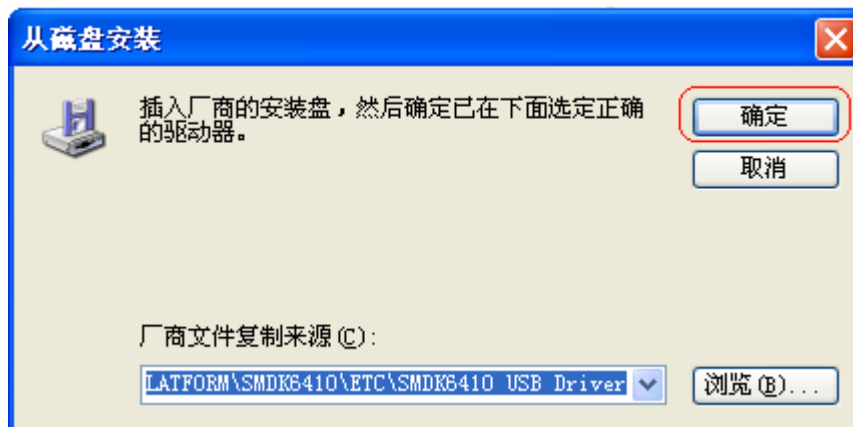 从磁盘安装
插入厂商的安装盘，然后确定已在下面选定正确
的驱动器。
确定
取消
厂商文件复制来源(C):
LATFORM\SMDK6410\ETC\SMDK6410 USB Driver
浏览(B)...